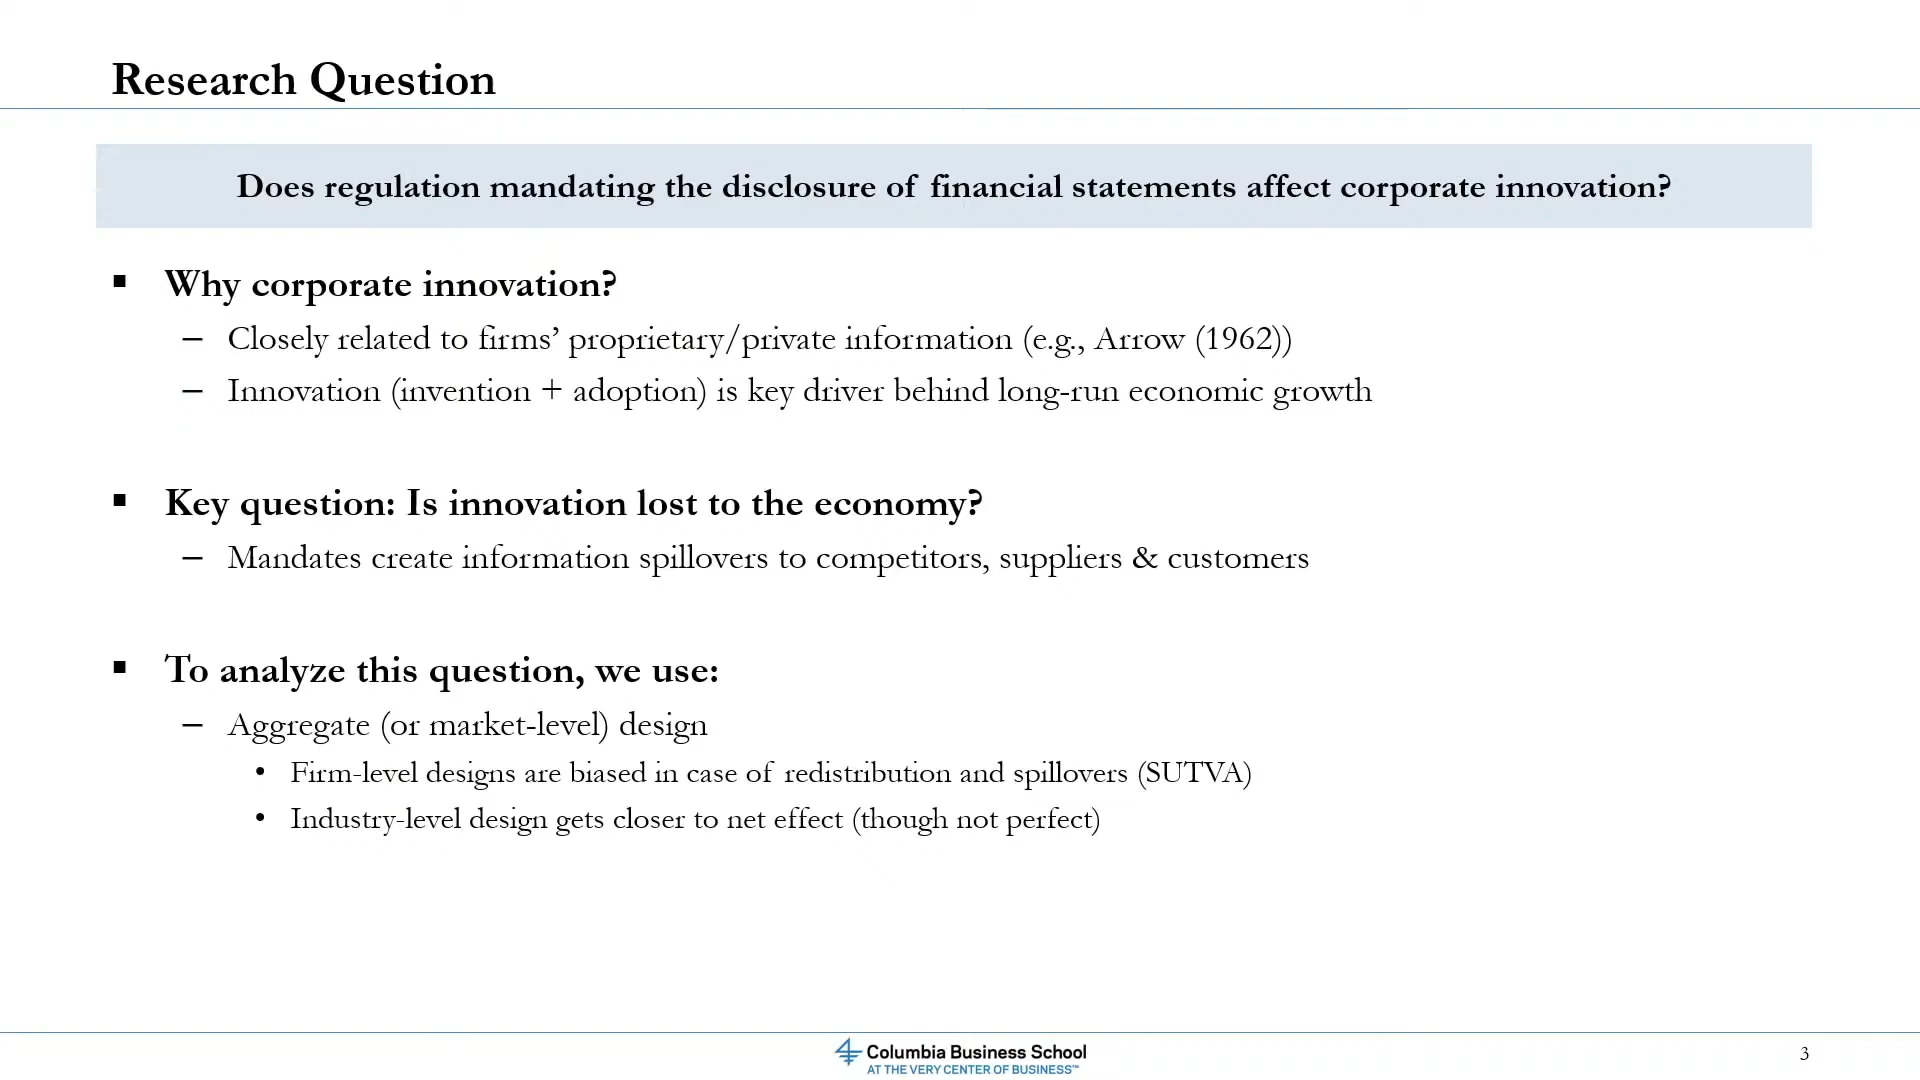 Research Question
Does regulation mandating the disclosure of financial statements affect corporate innovation?
▪ Why corporate innovation?
– Closely related to firms’ proprietary/private information (e.g., Arrow (1962))
– Innovation (invention + adoption) is key driver behind long-run economic growth
▪ Key question: Is innovation lost to the economy?
– Mandates create information spillovers to competitors, suppliers & customers
▪ To analyze this question, we use:
– Aggregate (or market-level) design
• Firm-level designs are biased in case of redistribution and spillovers (SUTVA)
• Industry-level design gets closer to net effect (though not perfect)
Columbia Business School
AT THE VERY CENTER OF BUSINESS™
3